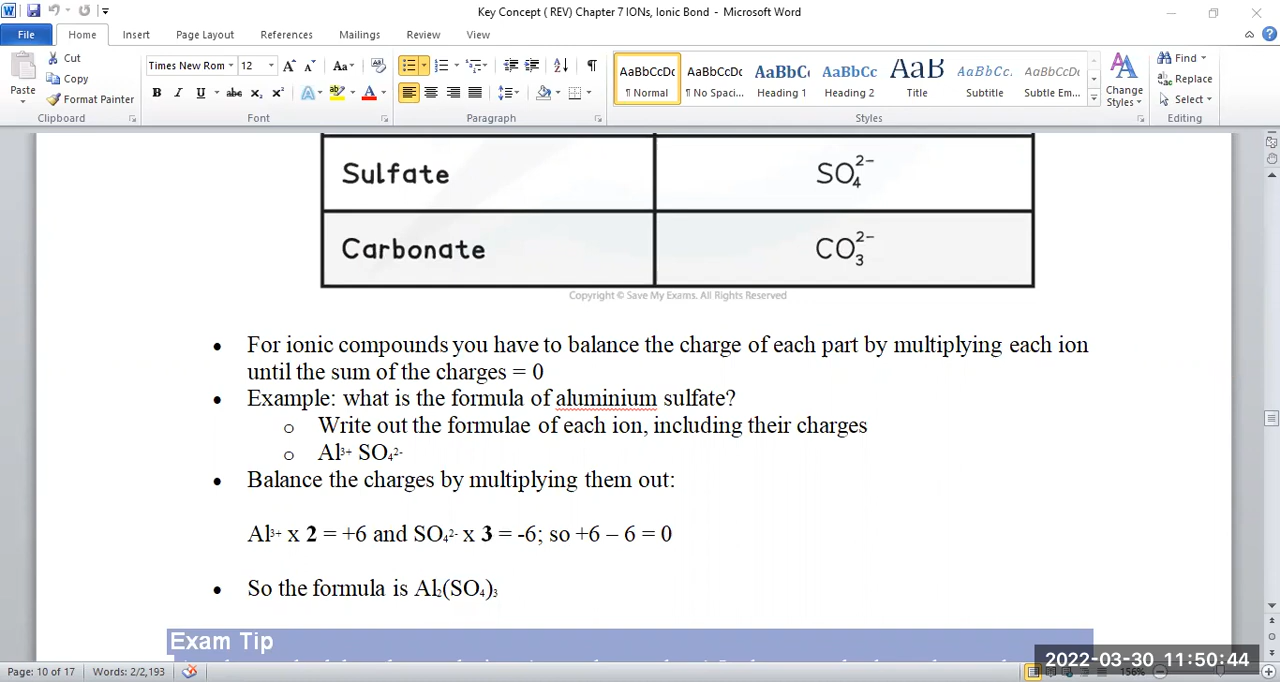 Key Concept ( REV) Chapter 7 IONs, Ionic Bond - Microsoft Word
File Home Insert Page Layout References Mailings Review View
Paste
Cut
Copy
Format Painter
Clipboard
Times New Rom 12
Font
Paragraph
AaBbCcDc AaBbCcDc AaBbCc AaBbCc AaB AaBbCc. AaBbCcDc
¶ Normal ¶ No Spaci... Heading 1 Heading 2 Title Subtitle Subtle Em...
Styles
Change Styles
Find
Replace
Select
Editing
Sulfate SO₄²⁻
Carbonate CO₃²⁻
Copyright © Save My Exams. All Rights Reserved
• For ionic compounds you have to balance the charge of each part by multiplying each ion
until the sum of the charges = 0
• Example: what is the formula of aluminium sulfate?
o Write out the formulae of each ion, including their charges
o Al³⁺ SO₄²⁻
• Balance the charges by multiplying them out:
Al³⁺ x 2 = +6 and SO₄²⁻ x 3 = -6; so +6 – 6 = 0
• So the formula is Al₂(SO₄)₃
Exam Tip
Page: 10 of 17 Words: 2/2,193 156%
2022-03-30 11:50:44